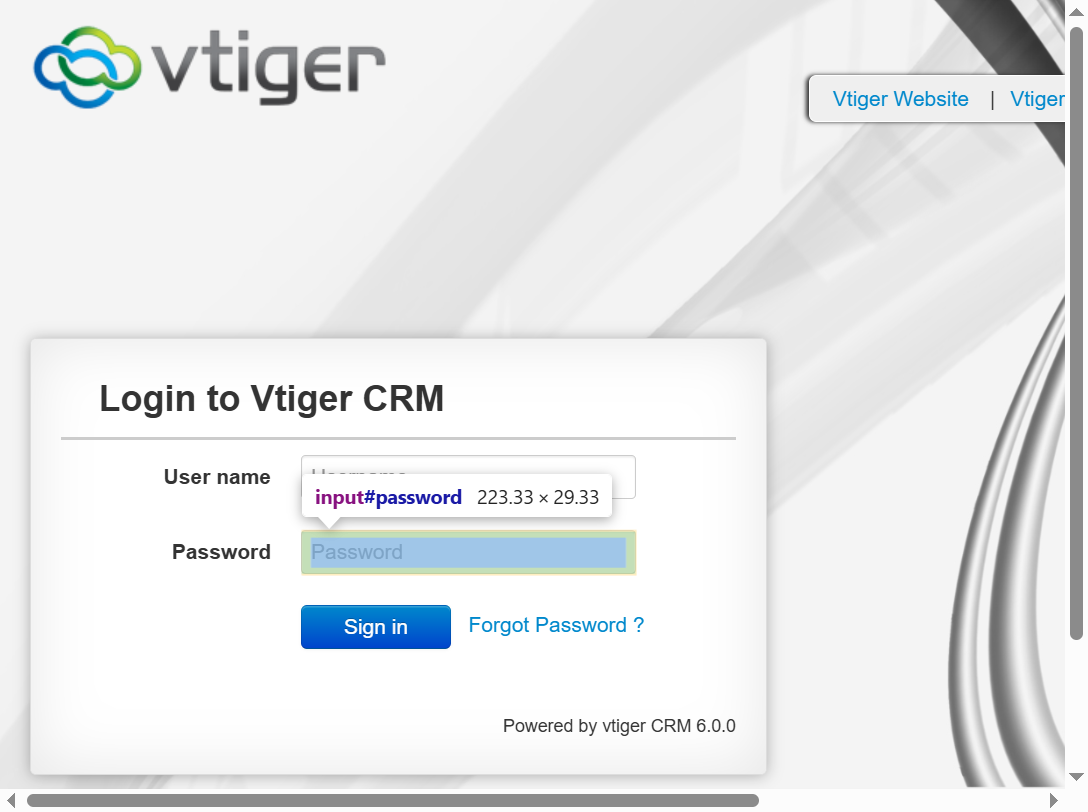 vtiger
Vtiger Website | Vtiger
Login to Vtiger CRM
User name
input#password 223.33 × 29.33
Password Password
Sign in Forgot Password ?
Powered by vtiger CRM 6.0.0